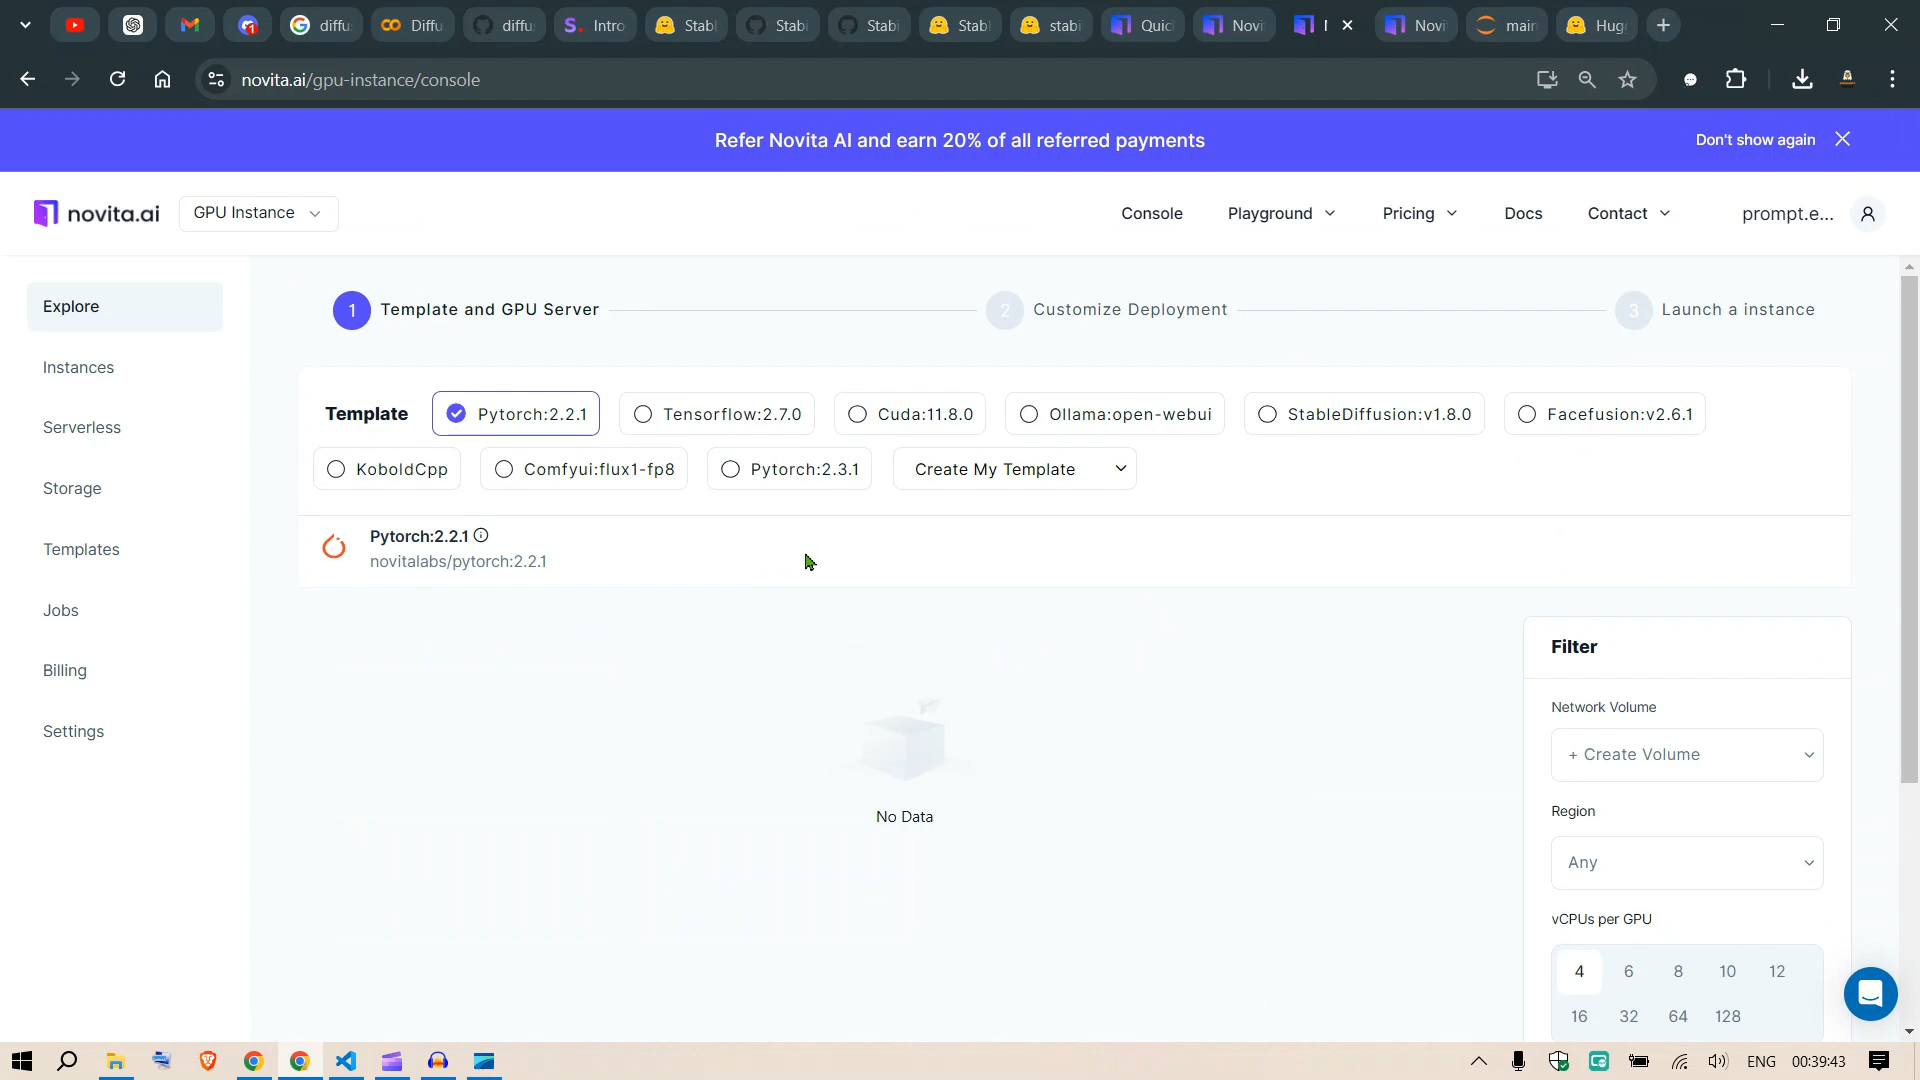 diffu
Diffu
diffus
S. Intro
Stabl
Stabi
Stabi
Stabl
stabi
Quic
Novit
Novit
main
Hug
novita.ai/gpu-instance/console
Refer Novita AI and earn 20% of all referred payments
Don't show again
novita.ai
GPU Instance
Console
Playground
Pricing
Docs
Contact
prompt.e...
Explore
Instances
Serverless
Storage
Templates
Jobs
Billing
Settings
1 Template and GPU Server
2 Customize Deployment
3 Launch a instance
Template
Pytorch:2.2.1
Tensorflow:2.7.0
Cuda:11.8.0
Ollama:open-webui
StableDiffusion:v1.8.0
Facefusion:v2.6.1
KoboldCpp
Comfyui:flux1-fp8
Pytorch:2.3.1
Create My Template
Pytorch:2.2.1
novitalabs/pytorch:2.2.1
No Data
Filter
Network Volume
+ Create Volume
Region
Any
vCPUs per GPU
4 6 8 10 12
16 32 64 128
ENG 00:39:43